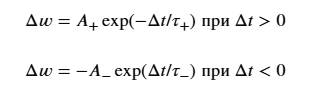 Δw = A₊ exp(−Δt/τ₊) при Δt > 0
Δw = −A₋ exp(Δt/τ₋) при Δt < 0